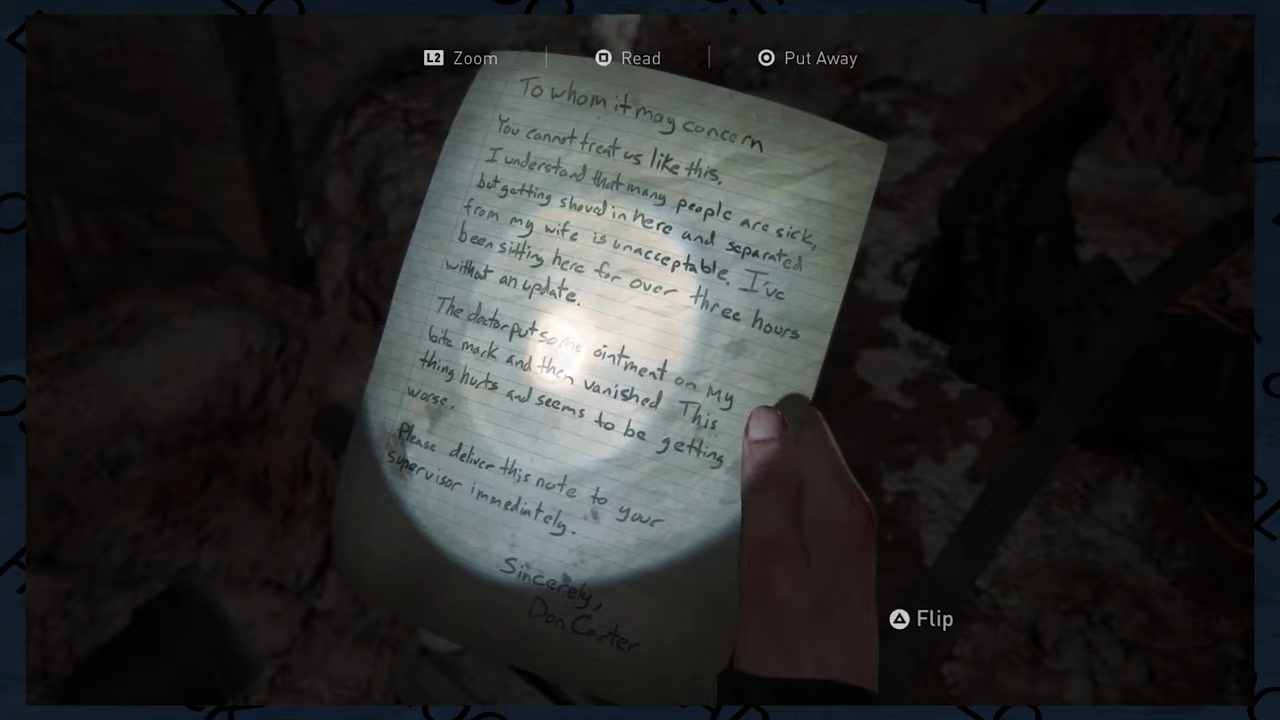 L2 Zoom
Read
Put Away
To whom it may concern
You cannot treat us like this.
I understand that many people are sick,
but getting shoved in here and separated
from my wife is unacceptable. I've
been sitting here for over three hours
without an update.
The doctor put some ointment on my
bite mark and then vanished This
thing hurts and seems to be getting
worse.
Please deliver this note to your
supervisor immediately.
Sincerely,
Don Carter
Flip